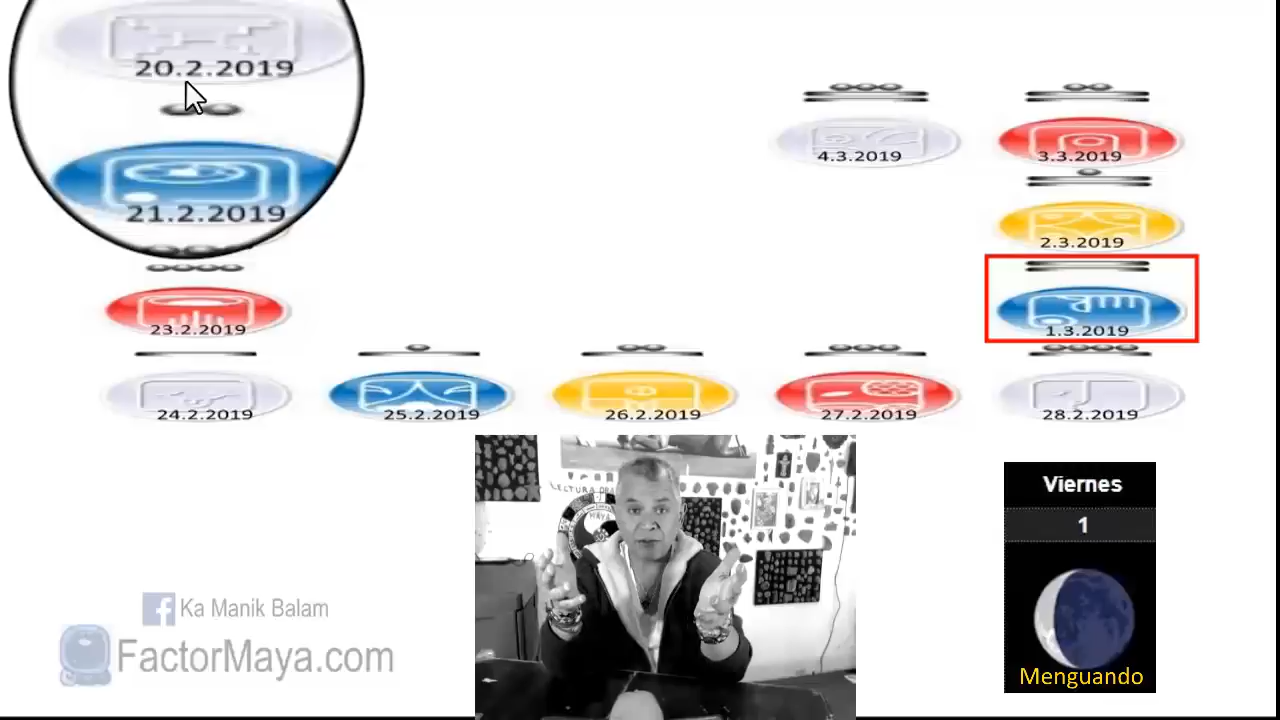 20.2.2019
21.2.2019
4.3.2019
3.3.2019
2.3.2019
23.2.2019
1.3.2019
24.2.2019
25.2.2019
26.2.2019
27.2.2019
28.2.2019
LECTURA
MAYA
Viernes
1
Menguando
Ka Manik Balam
FactorMaya.com